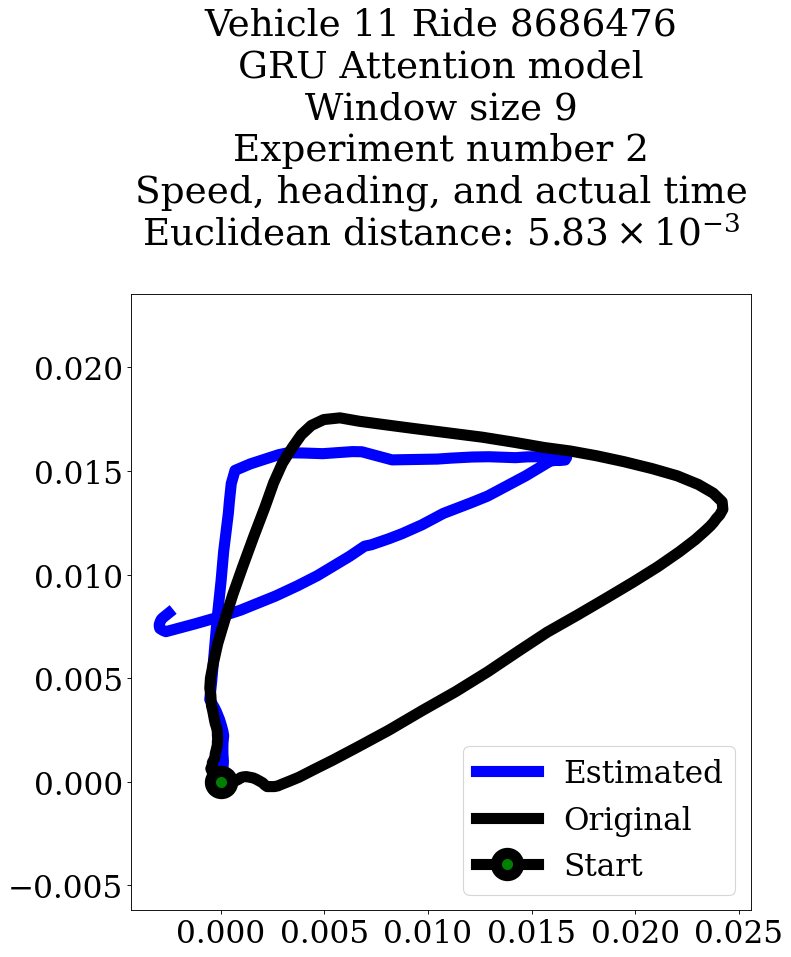 Vehicle 11 Ride 8686476
GRU Attention model
Window size 9
Experiment number 2
Speed, heading, and actual time
Euclidean distance: 5.83 × 10⁻³
0.020
0.015
0.010
0.005
0.000
−0.005
Estimated
Original
Start
0.000 0.005 0.010 0.015 0.020 0.025